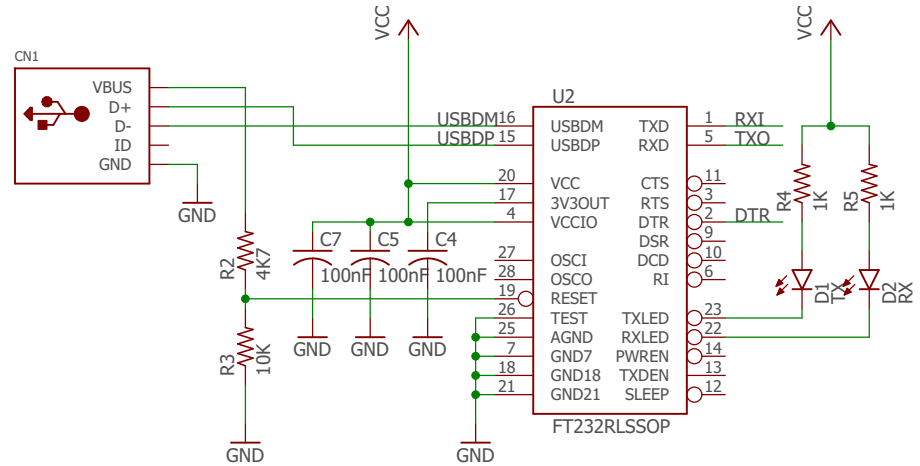 CN1
VBUS
D+
D-
ID
GND
GND
VCC
VCC
U2
USBDM 16 USBDM TXD 1 RXI
USBDP 15 USBDP RXD 5 TXO
20 VCC CTS 11
17 3V3OUT RTS 3
4 VCCIO DTR 2 DTR
DSR 9
27 OSCI DCD 10
28 OSCO RI 6
19 RESET
26 TEST TXLED 23
25 AGND RXLED 22
7 GND7 PWREN 14
18 GND18 TXDEN 13
21 GND21 SLEEP 12
FT232RLSSOP
R2
4K7
R3
10K
C7
100nF
C5
100nF
C4
100nF
GND
GND
GND
GND
GND
R4
1K
R5
1K
D1
TX
D2
RX